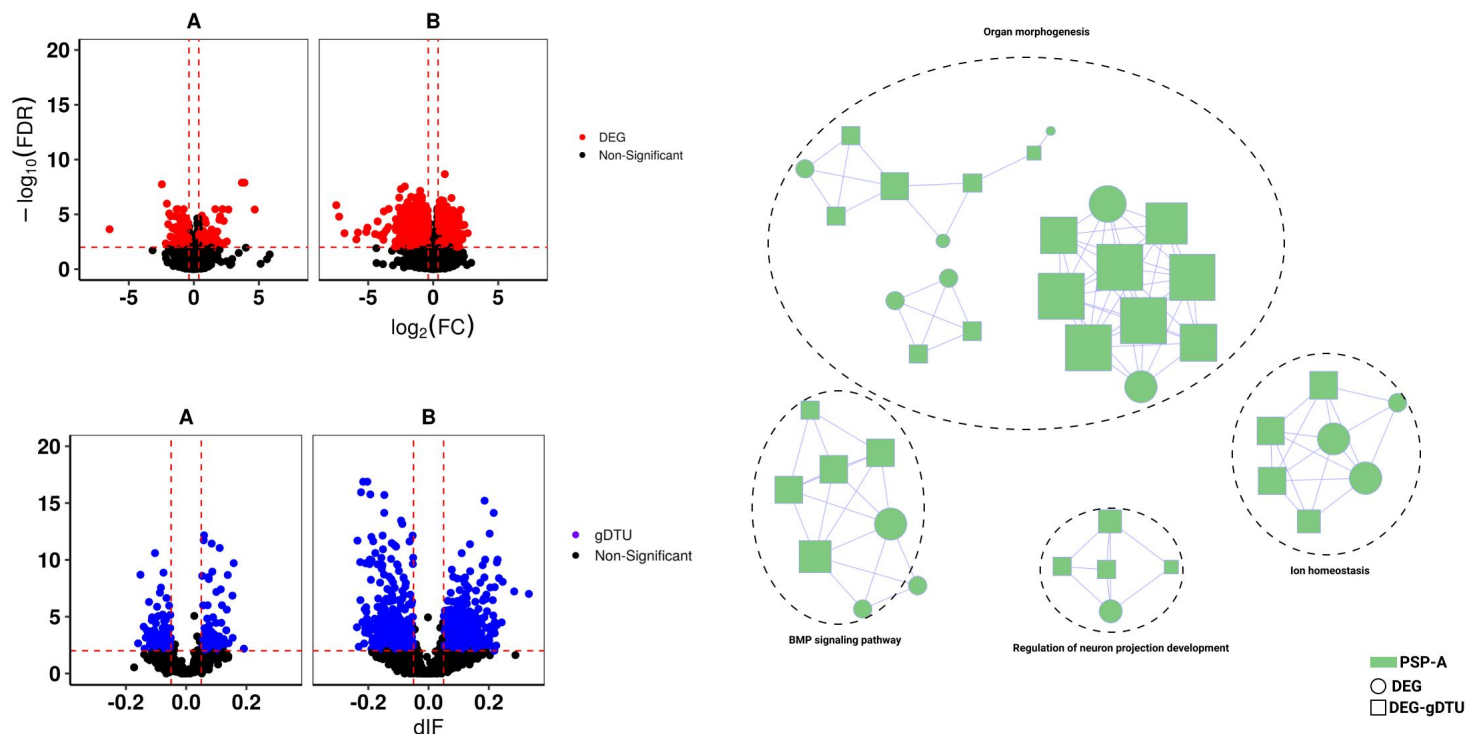 A
B
20
15
10
5
0
−log10(FDR)
-5
0
5
-5
0
5
log2(FC)
DEG
Non-Significant
A
B
20
15
10
5
0
-0.2
0.0
0.2
-0.2
0.0
0.2
dIF
gDTU
Non-Significant
Organ morphogenesis
BMP signaling pathway
Regulation of neuron projection development
Ion homeostasis
PSP-A
DEG
DEG-gDTU